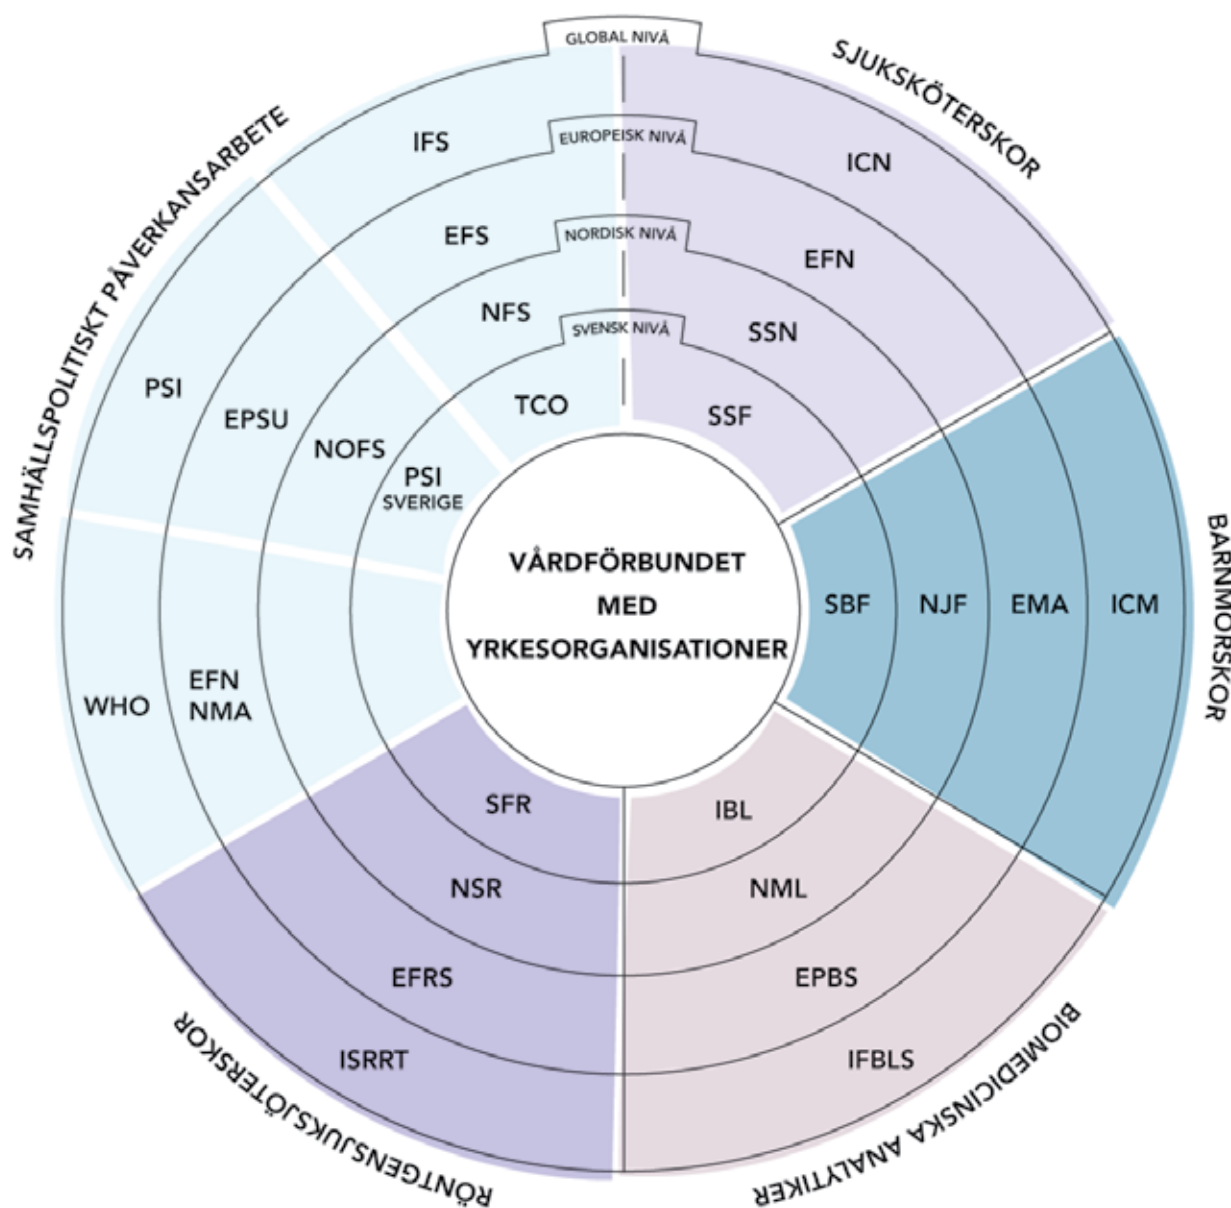 GLOBAL NIVÅ
EUROPEISK NIVÅ
NORDISK NIVÅ
SVENSK NIVÅ
SJUKSKÖTERSKOR
ICN
EFN
SSN
SSF
BARNMORSKOR
SBF
NJF
EMA
ICM
BIOMEDICINSKA ANALYTIKER
IBL
NML
EPBS
IFBLS
RÖNTGENSJUKSJÖTERSKOR
SFR
NSR
EFRS
ISRRT
SAMHÄLLSPOLITISKT PÅVERKANSARBETE
WHO
EFN
NMA
PSI
EPSU
NOFS
PSI
SVERIGE
IFS
EFS
NFS
TCO
VÅRDFÖRBUNDET
MED
YRKESORGANISATIONER